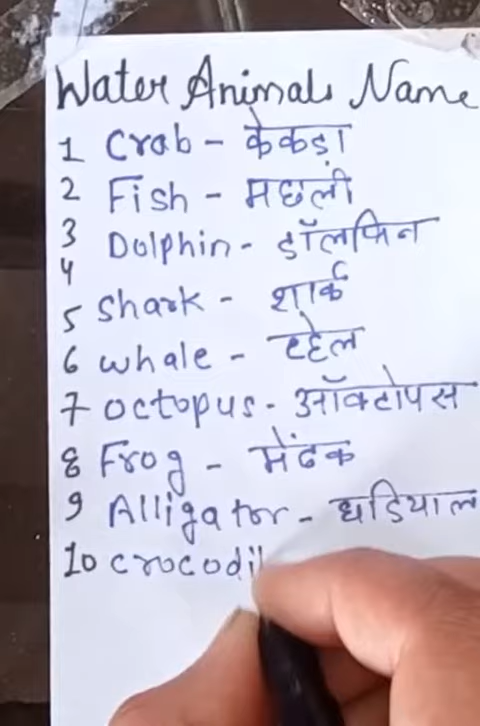 Water Animals Name
1 Crab - केकड़ा
2 Fish - मछली
3 Dolphin - डॉलफिन
4
5 Shark - शार्क
6 whale - व्हेल
7 octopus - ऑक्टोपस
8 Frog - मेंढक
9 Alligator - घडियाल
10 crocodil